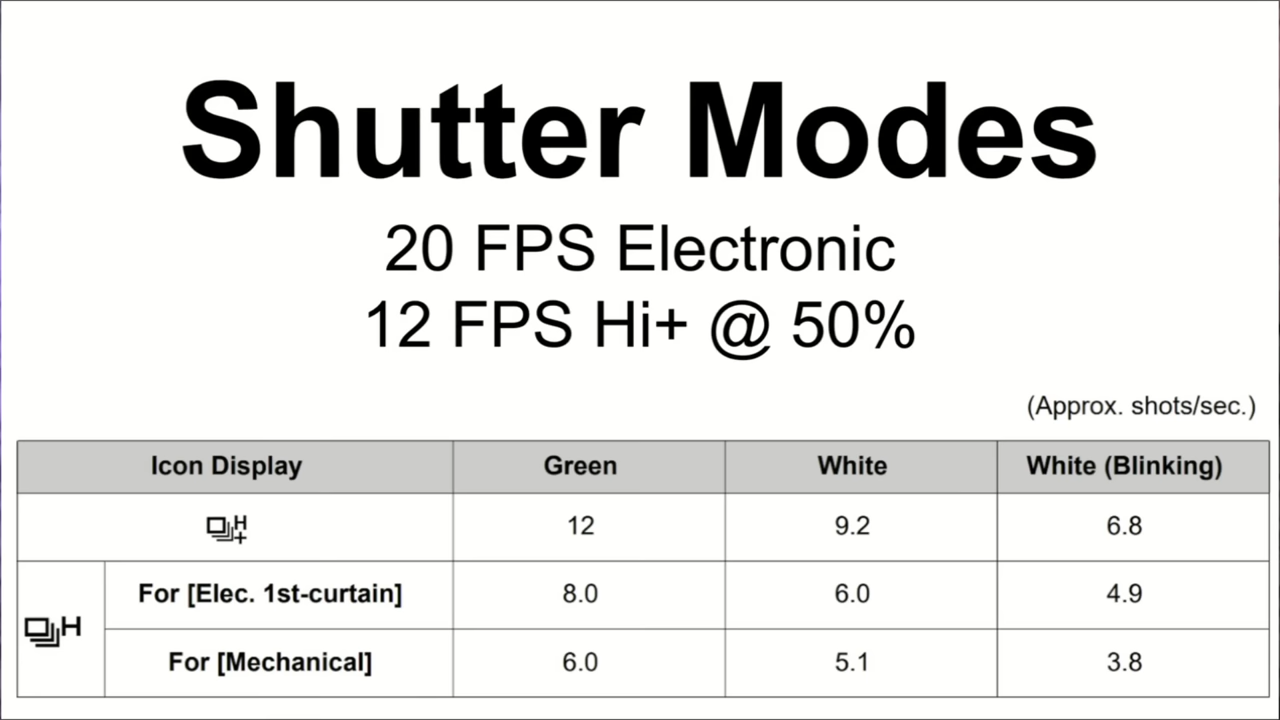 Shutter Modes
20 FPS Electronic
12 FPS Hi+ @ 50%
(Approx. shots/sec.)
Icon Display Green White White (Blinking)
H+ 12 9.2 6.8
For [Elec. 1st-curtain] 8.0 6.0 4.9
H
For [Mechanical] 6.0 5.1 3.8